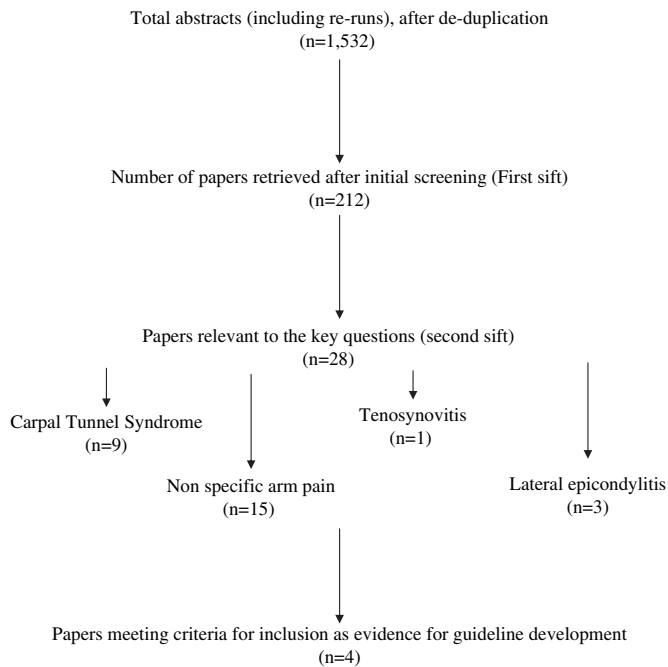 Total abstracts (including re-runs), after de-duplication
(n=1,532)
Number of papers retrieved after initial screening (First sift)
(n=212)
Papers relevant to the key questions (second sift)
(n=28)
Carpal Tunnel Syndrome
(n=9)
Tenosynovitis
(n=1)
Non specific arm pain
(n=15)
Lateral epicondylitis
(n=3)
Papers meeting criteria for inclusion as evidence for guideline development
(n=4)